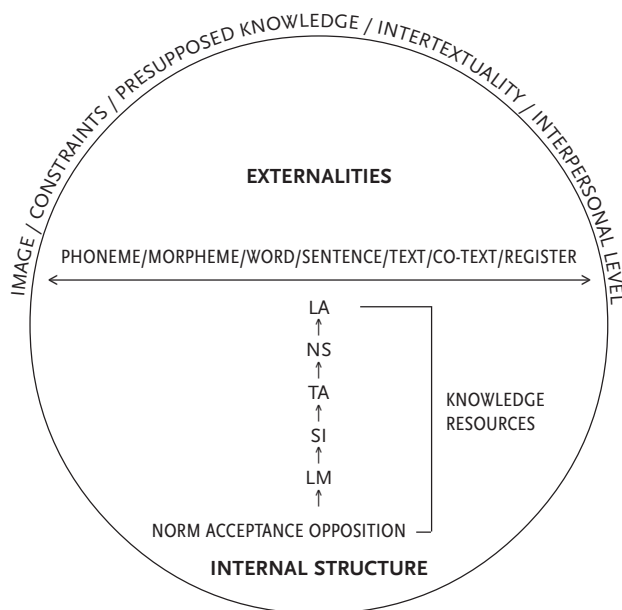 IMAGE / CONSTRAINTS / PRESUPPOSED KNOWLEDGE / INTERTEXTUALITY / INTERPERSONAL LEVEL
EXTERNALITIES
PHONEME/MORPHEME/WORD/SENTENCE/TEXT/CO-TEXT/REGISTER
LA
NS
TA
SI
LM
KNOWLEDGE
RESOURCES
NORM ACCEPTANCE OPPOSITION
INTERNAL STRUCTURE